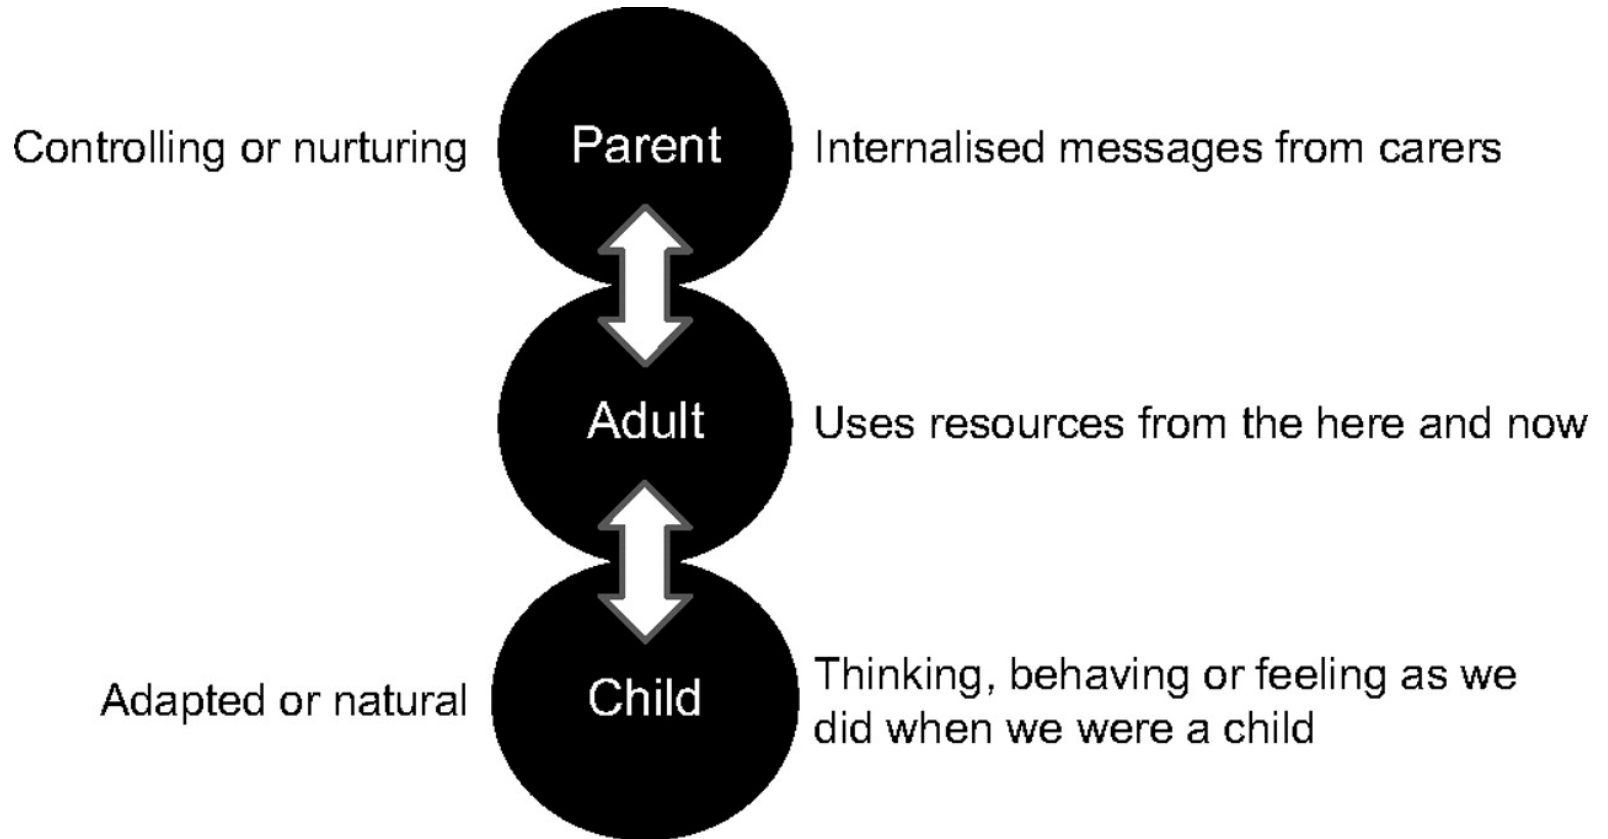 Controlling or nurturing
Parent
Internalised messages from carers
Adult
Uses resources from the here and now
Adapted or natural
Child
Thinking, behaving or feeling as we
did when we were a child